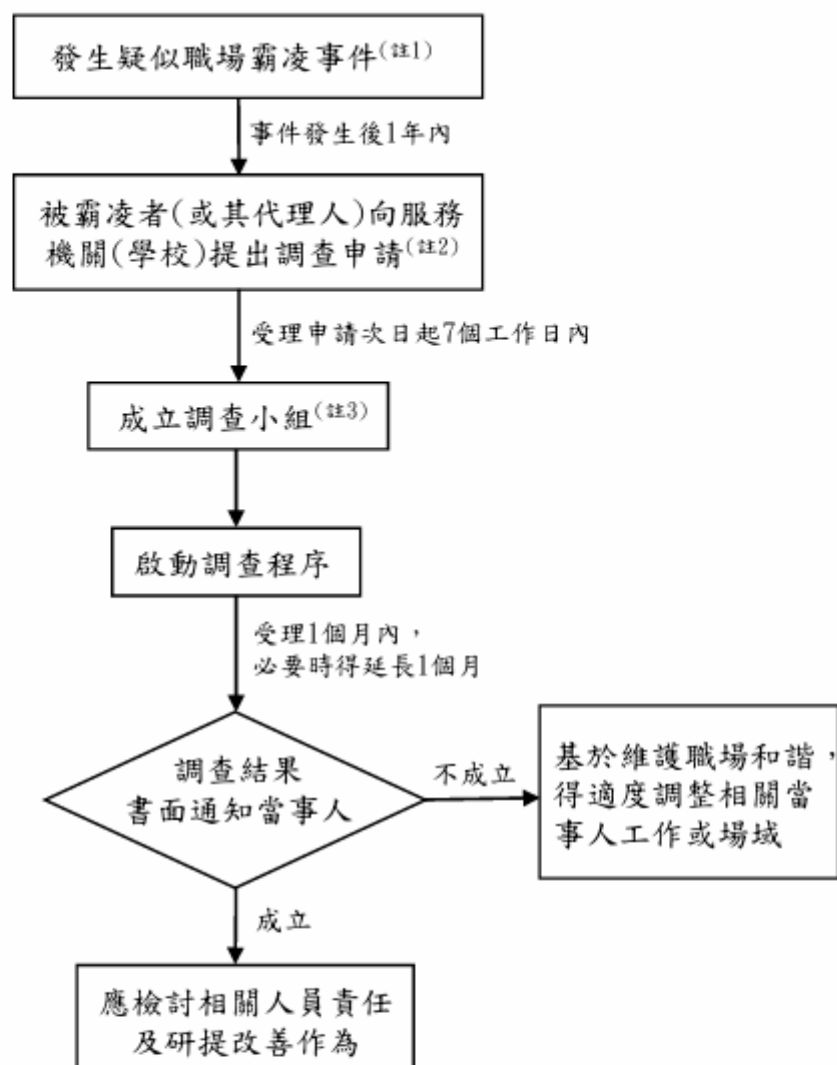 發生疑似職場霸凌事件(註1)
事件發生後1年內
被霸凌者(或其代理人)向服務
機關(學校)提出調查申請(註2)
受理申請次日起7個工作日內
成立調查小組(註3)
啟動調查程序
受理1個月內，
必要時得延長1個月
調查結果
書面通知當事人
不成立
基於維護職場和諧，
得適度調整相關當
事人工作或場域
成立
應檢討相關人員責任
及研提改善作為